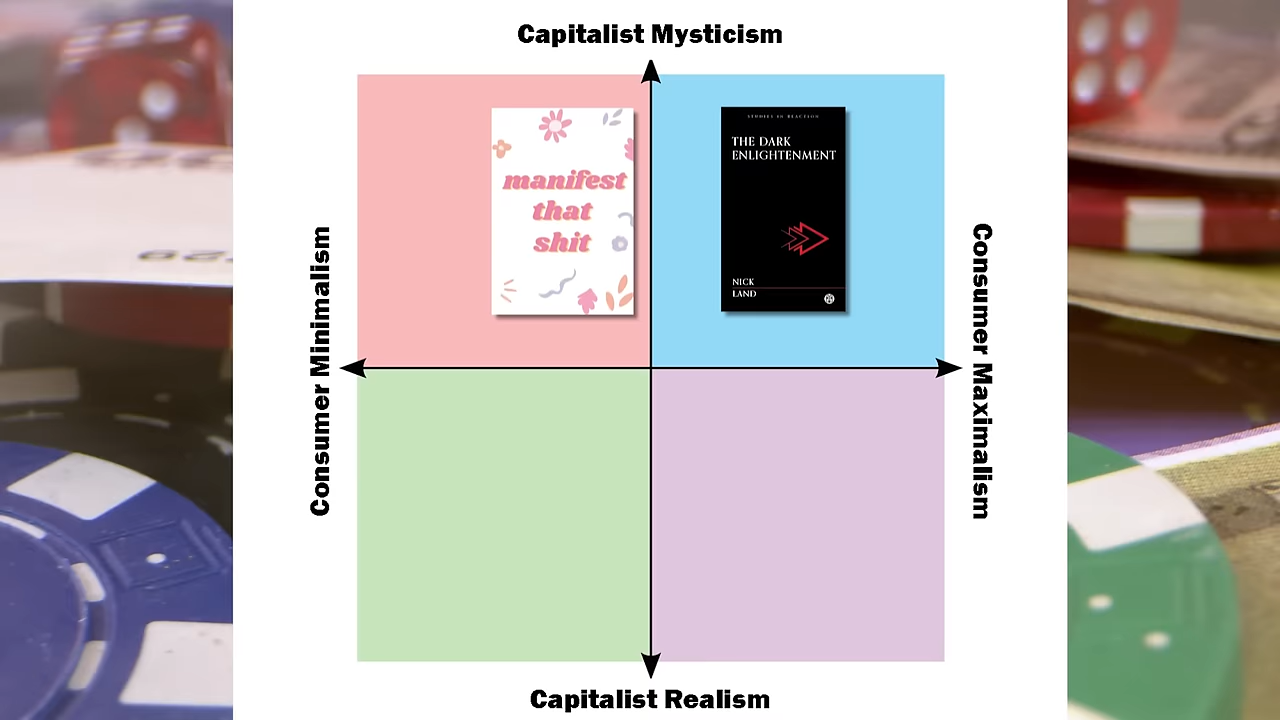 Capitalist Mysticism
Consumer Minimalism
manifest
that
shit
STUDIES IN REACTION
THE DARK
ENLIGHTENMENT
NICK
LAND
Consumer Maximalism
Capitalist Realism